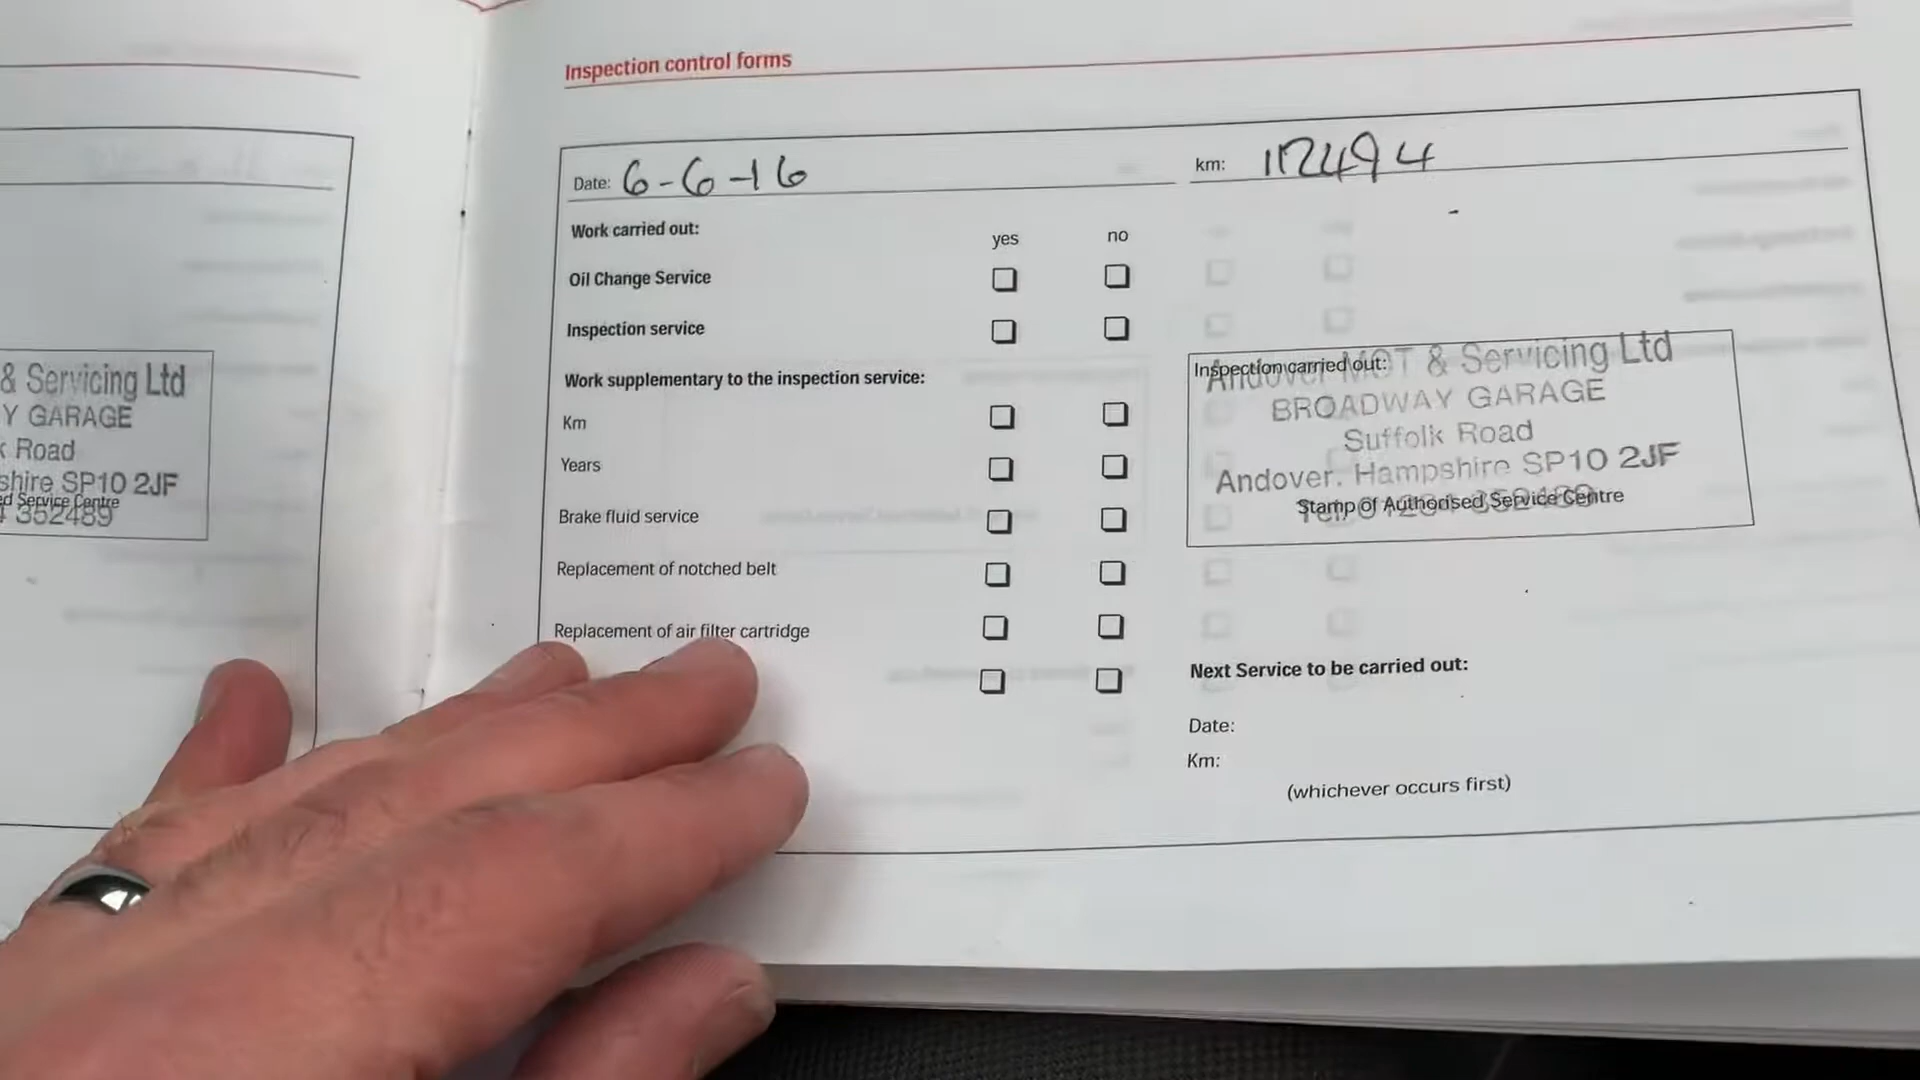 Inspection control forms
Date: 6-6-16
km: 112494
Work carried out:
yes no
Oil Change Service
Inspection service
Work supplementary to the inspection service:
Km
Years
Brake fluid service
Replacement of notched belt
Replacement of air filter cartridge
Inspection carried out:
Andover MOT & Servicing Ltd
BROADWAY GARAGE
Suffolk Road
Andover. Hampshire SP10 2JF
Stamp of Authorised Service Centre
Next Service to be carried out:
Date:
Km:
(whichever occurs first)
& Servicing Ltd
Y GARAGE
k Road
shire SP10 2JF
ed Service Centre
352489